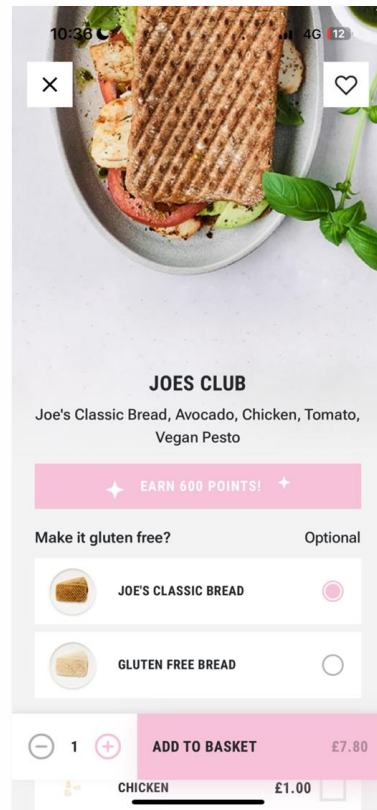 10:36
4G 12
JOES CLUB
Joe's Classic Bread, Avocado, Chicken, Tomato,
Vegan Pesto
EARN 600 POINTS!
Make it gluten free? Optional
JOE'S CLASSIC BREAD
GLUTEN FREE BREAD
1 ADD TO BASKET £7.80
CHICKEN £1.00